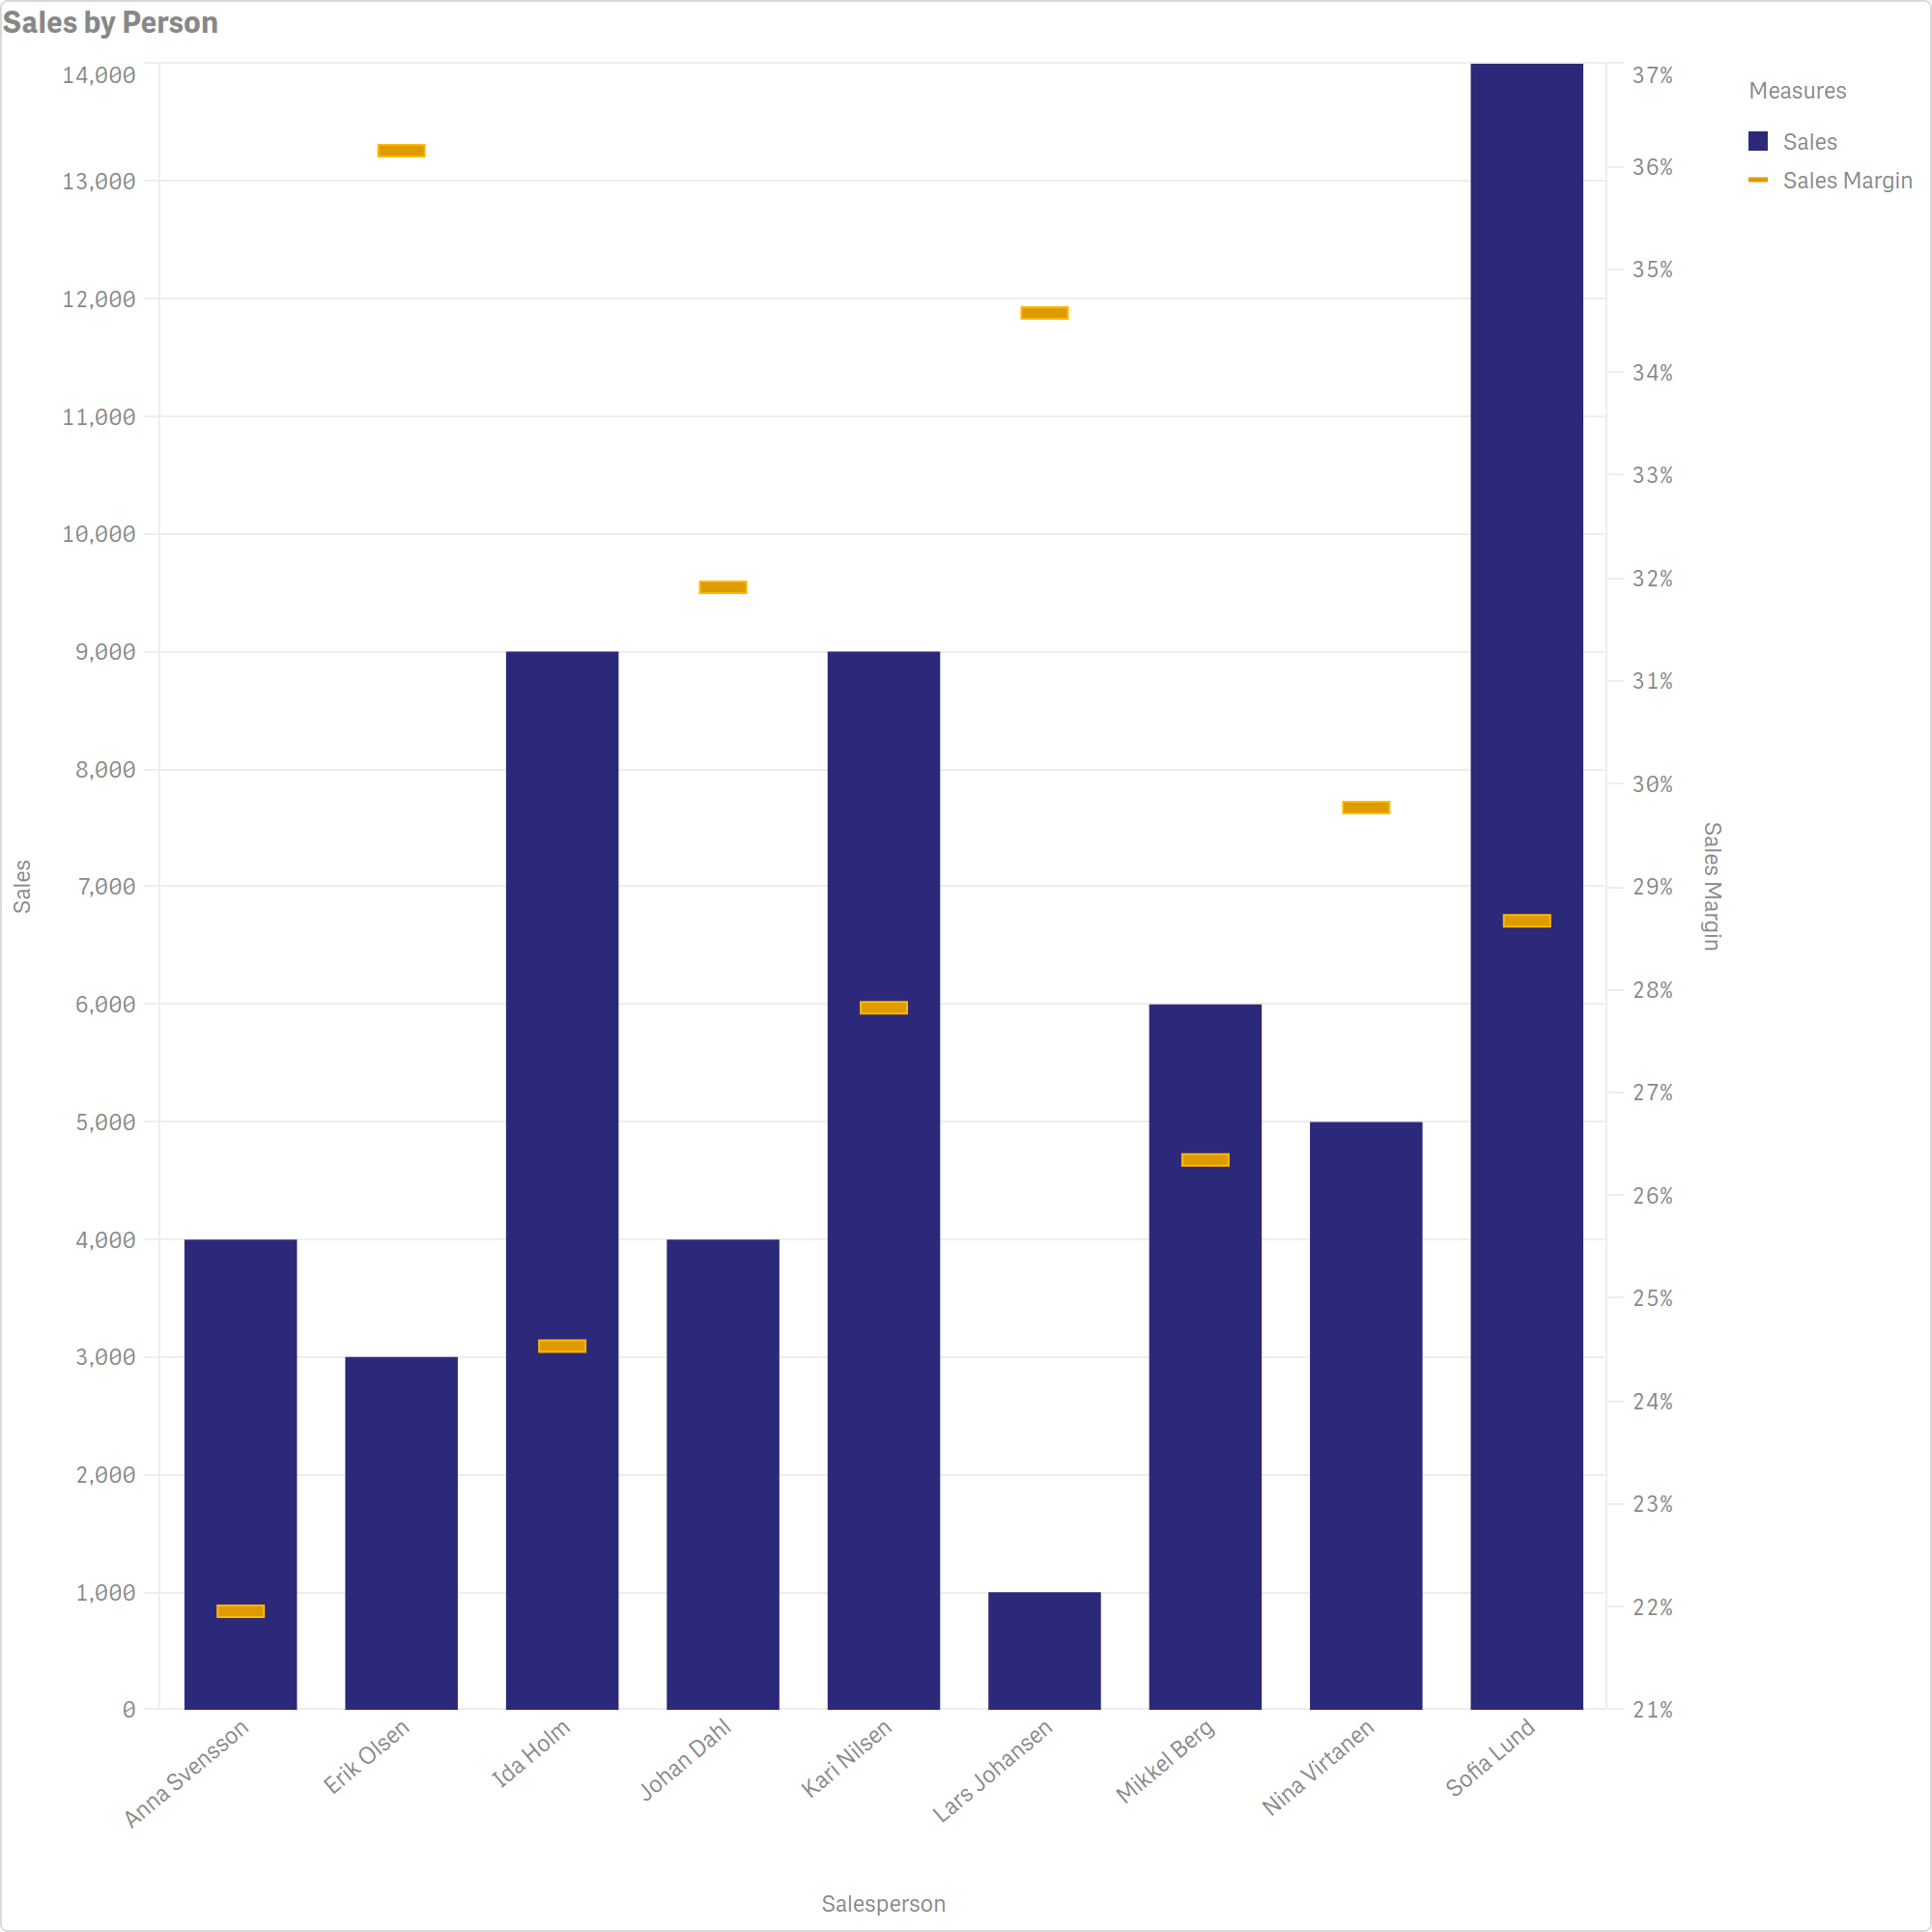 Sales by Person
14,000
13,000
12,000
11,000
10,000
9,000
8,000
7,000
6,000
5,000
4,000
3,000
2,000
1,000
0
Sales
37%
36%
35%
34%
33%
32%
31%
30%
29%
28%
27%
26%
25%
24%
23%
22%
21%
Sales Margin
Measures
Sales
Sales Margin
Anna Svensson
Erik Olsen
Ida Holm
Johan Dahl
Kari Nilsen
Lars Johansen
Mikkel Berg
Nina Virtanen
Sofia Lund
Salesperson